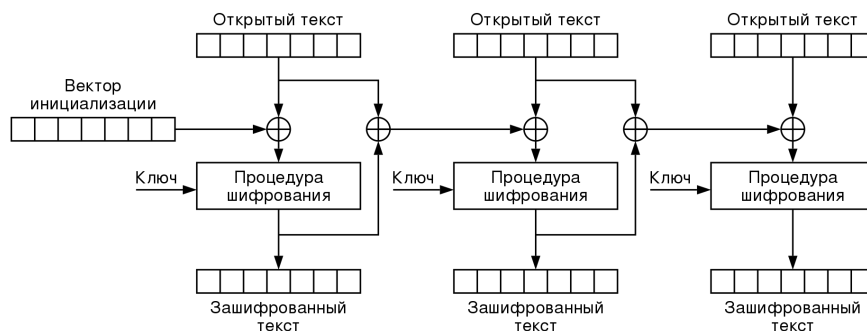 Открытый текст
Открытый текст
Открытый текст
Вектор
инициализации
Ключ
Процедура
шифрования
Ключ
Процедура
шифрования
Ключ
Процедура
шифрования
Зашифрованный
текст
Зашифрованный
текст
Зашифрованный
текст